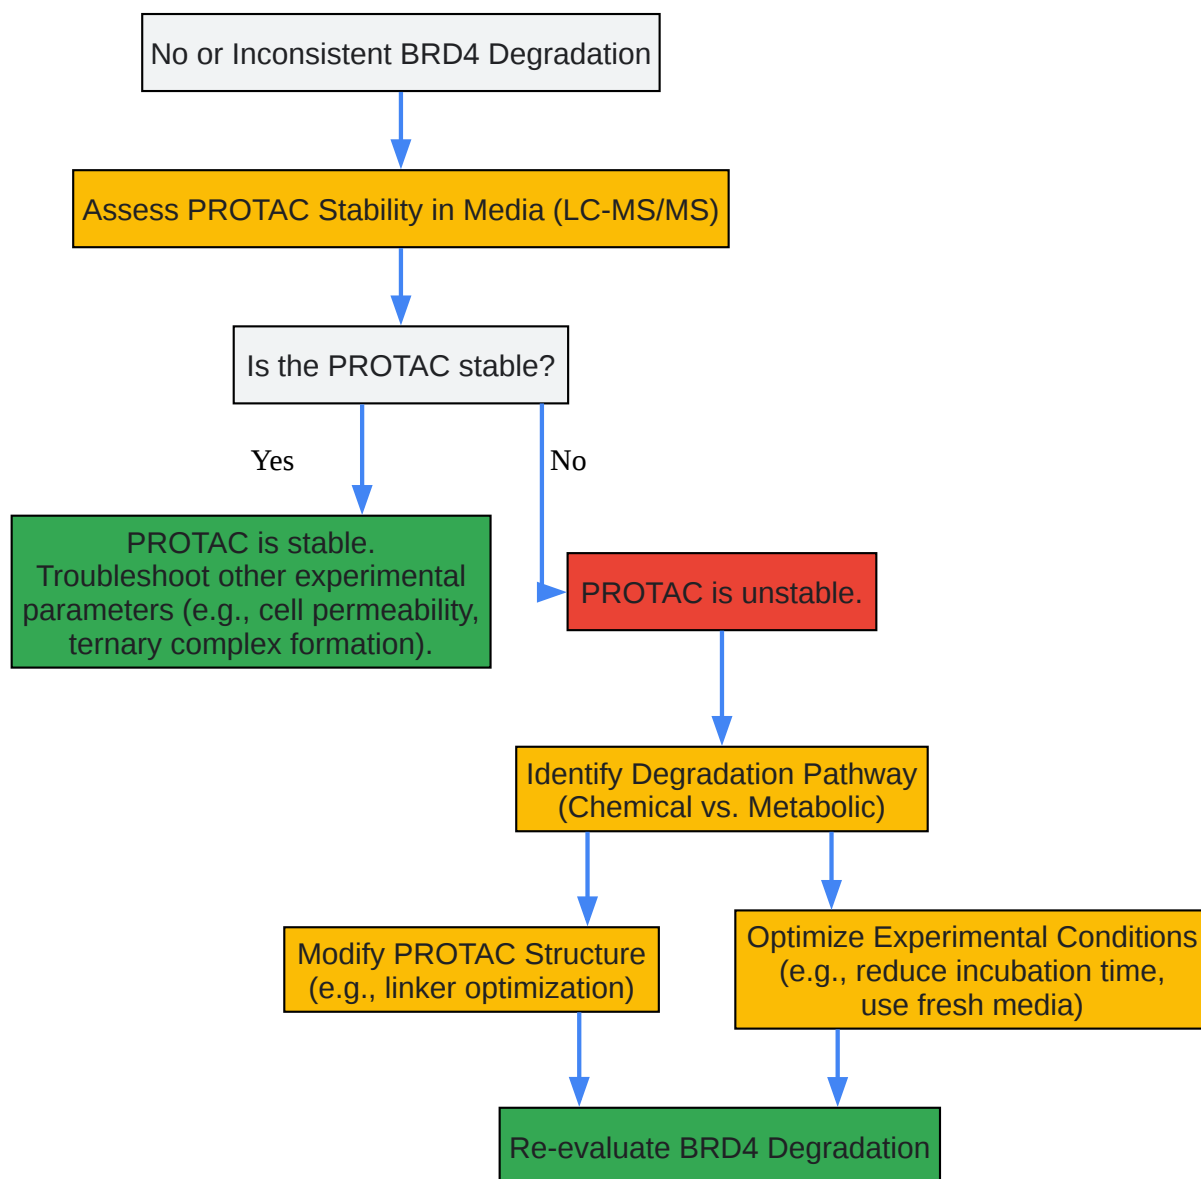 No or Inconsistent BRD4 Degradation
Assess PROTAC Stability in Media (LC-MS/MS)
Is the PROTAC stable?
Yes
No
PROTAC is stable.
Troubleshoot other experimental
parameters (e.g., cell permeability,
ternary complex formation).
PROTAC is unstable.
Identify Degradation Pathway
(Chemical vs. Metabolic)
Modify PROTAC Structure
(e.g., linker optimization)
Optimize Experimental Conditions
(e.g., reduce incubation time,
use fresh media)
Re-evaluate BRD4 Degradation